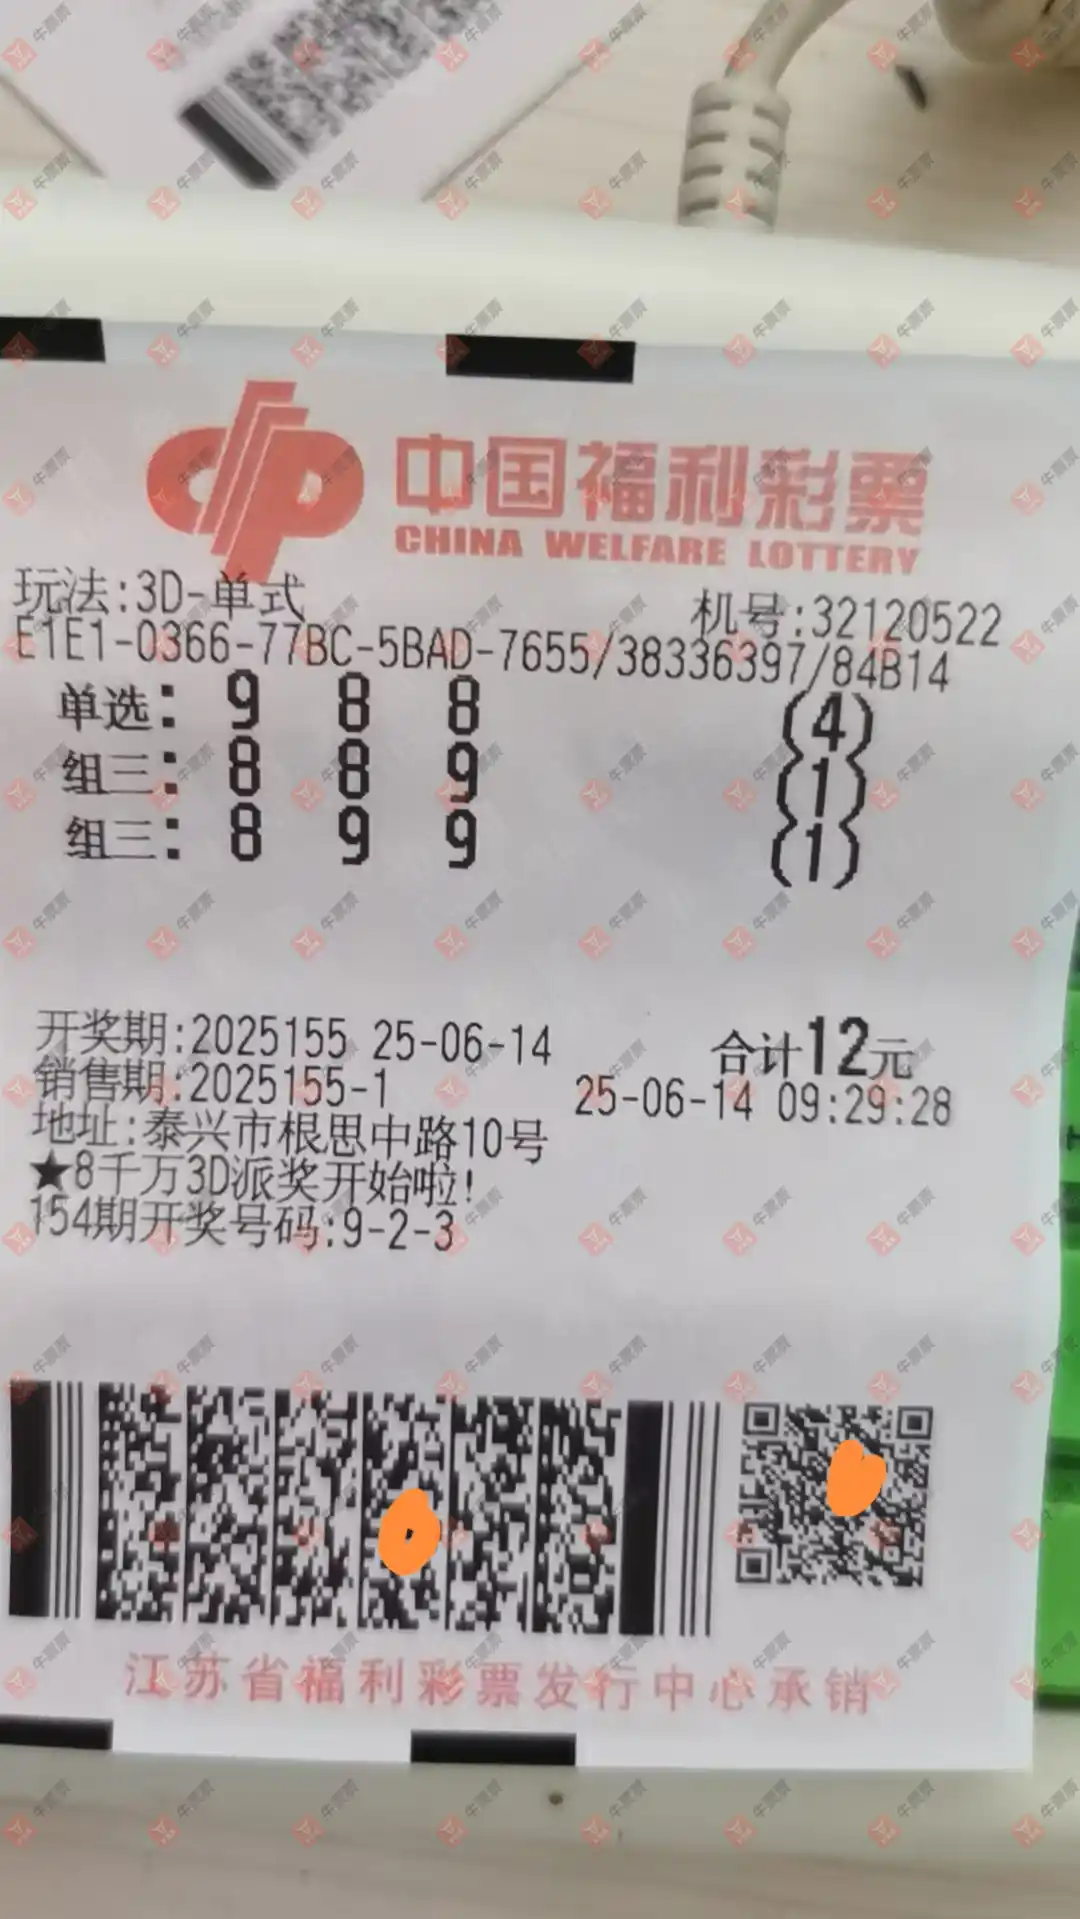 中国福利彩票
CHINA WELFARE LOTTERY
玩法:3D-单式
机号:32120522
E1E1-0366-77BC-5BAD-7655/38336397/84B14
单选: 9 8 8 (4)
组三: 8 8 9 (1)
组三: 8 9 9 (1)
开奖期:2025155 25-06-14
合计12元
销售期:2025155-1
25-06-14 09:29:28
地址:泰兴市根思中路10号
★8千万3D派奖开始啦!
154期开奖号码:9-2-3
江苏省福利彩票发行中心承销
牛票票